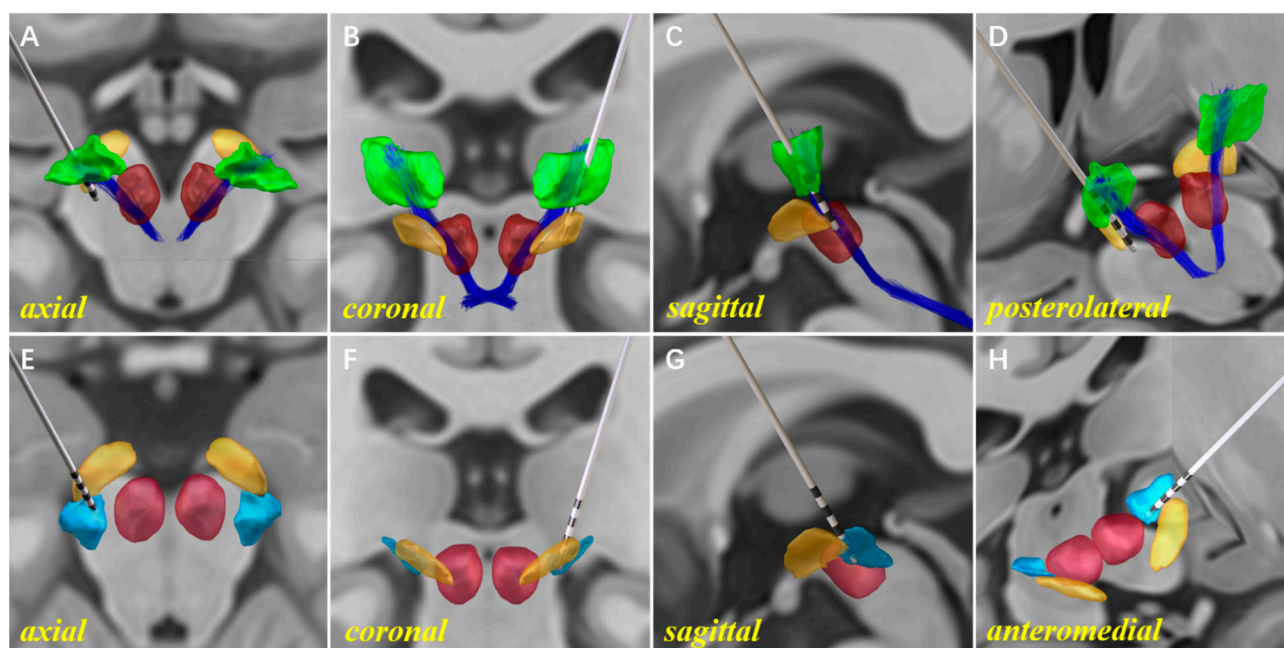 A
B
C
D
axial
coronal
sagittal
posterolateral
E
F
G
H
axial
coronal
sagittal
anteromedial